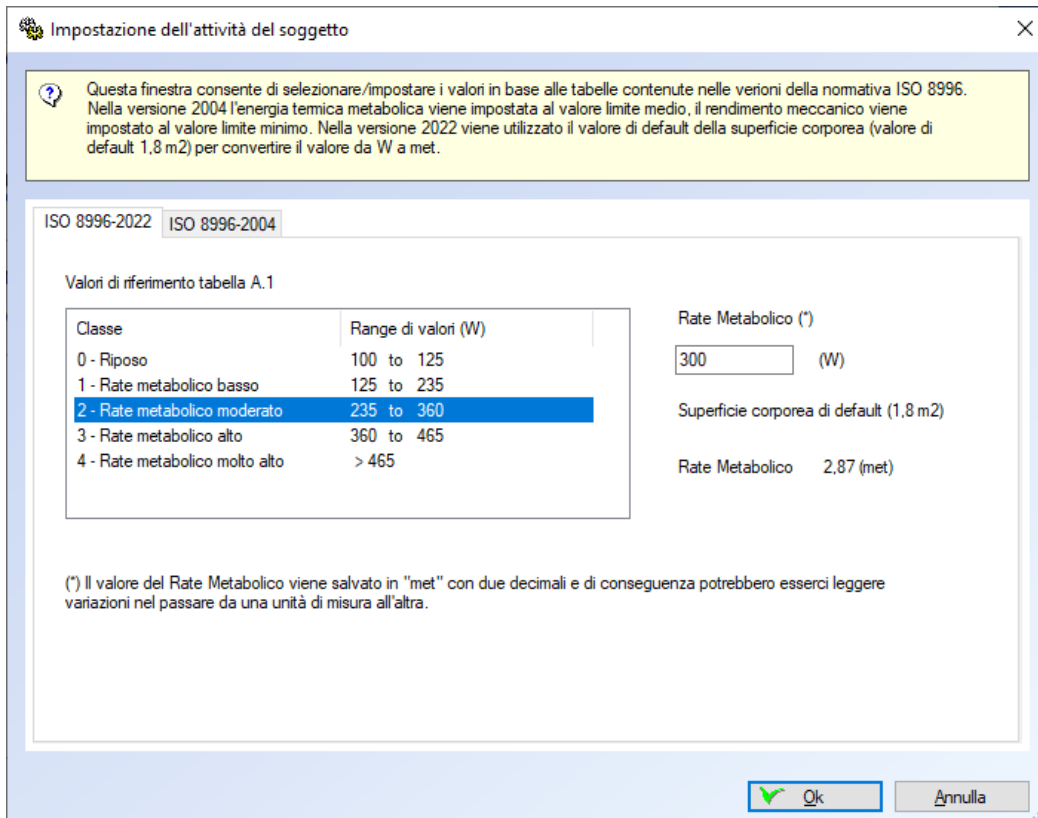 Impostazione dell'attività del soggetto
Questa finestra consente di selezionare/impostare i valori in base alle tabelle contenute nelle verioni della normativa ISO 8996.
Nella versione 2004 l'energia termica metabolica viene impostata al valore limite medio, il rendimento meccanico viene
impostato al valore limite minimo. Nella versione 2022 viene utilizzato il valore di default della superficie corporea (valore di
default 1,8 m2) per convertire il valore da W a met.
ISO 8996-2022 ISO 8996-2004
Valori di riferimento tabella A.1
Classe Range di valori (W)
0 - Riposo 100 to 125
1 - Rate metabolico basso 125 to 235
2 - Rate metabolico moderato 235 to 360
3 - Rate metabolico alto 360 to 465
4 - Rate metabolico molto alto > 465
Rate Metabolico (*)
300 (W)
Superficie corporea di default (1,8 m2)
Rate Metabolico 2,87 (met)
(*) Il valore del Rate Metabolico viene salvato in "met" con due decimali e di conseguenza potrebbero esserci leggere
variazioni nel passare da una unità di misura all'altra.
Ok Annulla